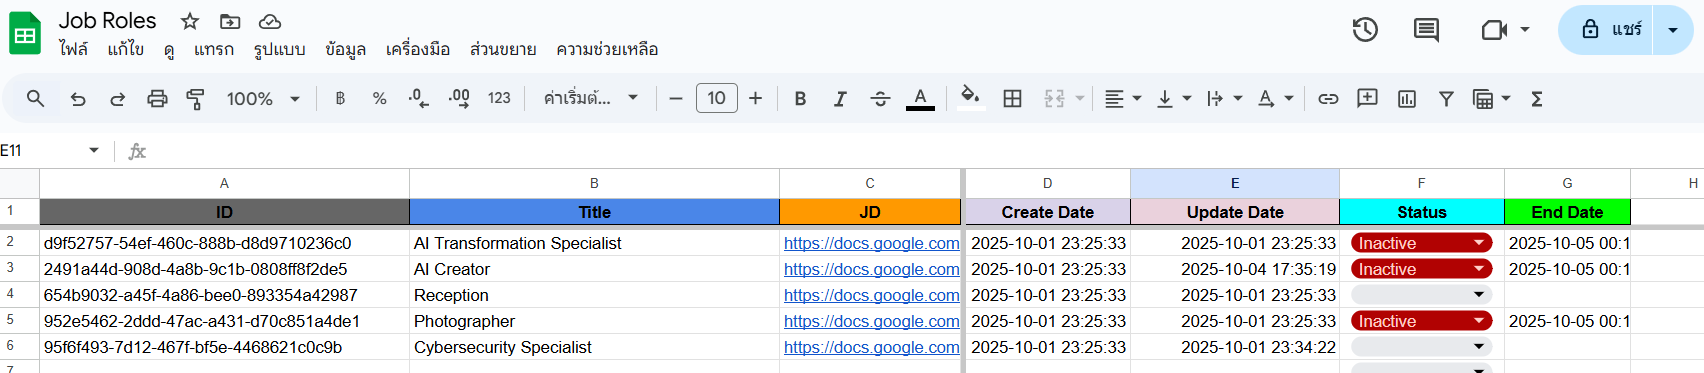 Job Roles
ไฟล์ แก้ไข ดู แทรก รูปแบบ ข้อมูล เครื่องมือ ส่วนขยาย ความช่วยเหลือ
แชร์
100% ฿ % .0 .00 123 ค่าเริ่มต้... 10 B I S A A Σ
E11 fx
A B C D E F G H
1 ID Title JD Create Date Update Date Status End Date
2 d9f52757-54ef-460c-888b-d8d9710236c0 AI Transformation Specialist https://docs.google.com 2025-10-01 23:25:33 2025-10-01 23:25:33 Inactive 2025-10-05 00:1
3 2491a44d-908d-4a8b-9c1b-0808ff8f2de5 AI Creator https://docs.google.com 2025-10-01 23:25:33 2025-10-04 17:35:19 Inactive 2025-10-05 00:1
4 654b9032-a45f-4a86-bee0-893354a42987 Reception https://docs.google.com 2025-10-01 23:25:33 2025-10-01 23:25:33
5 952e5462-2ddd-47ac-a431-d70c851a4de1 Photographer https://docs.google.com 2025-10-01 23:25:33 2025-10-01 23:25:33 Inactive 2025-10-05 00:1
6 95f6f493-7d12-467f-bf5e-4468621c0c9b Cybersecurity Specialist https://docs.google.com 2025-10-01 23:25:33 2025-10-01 23:34:22
7